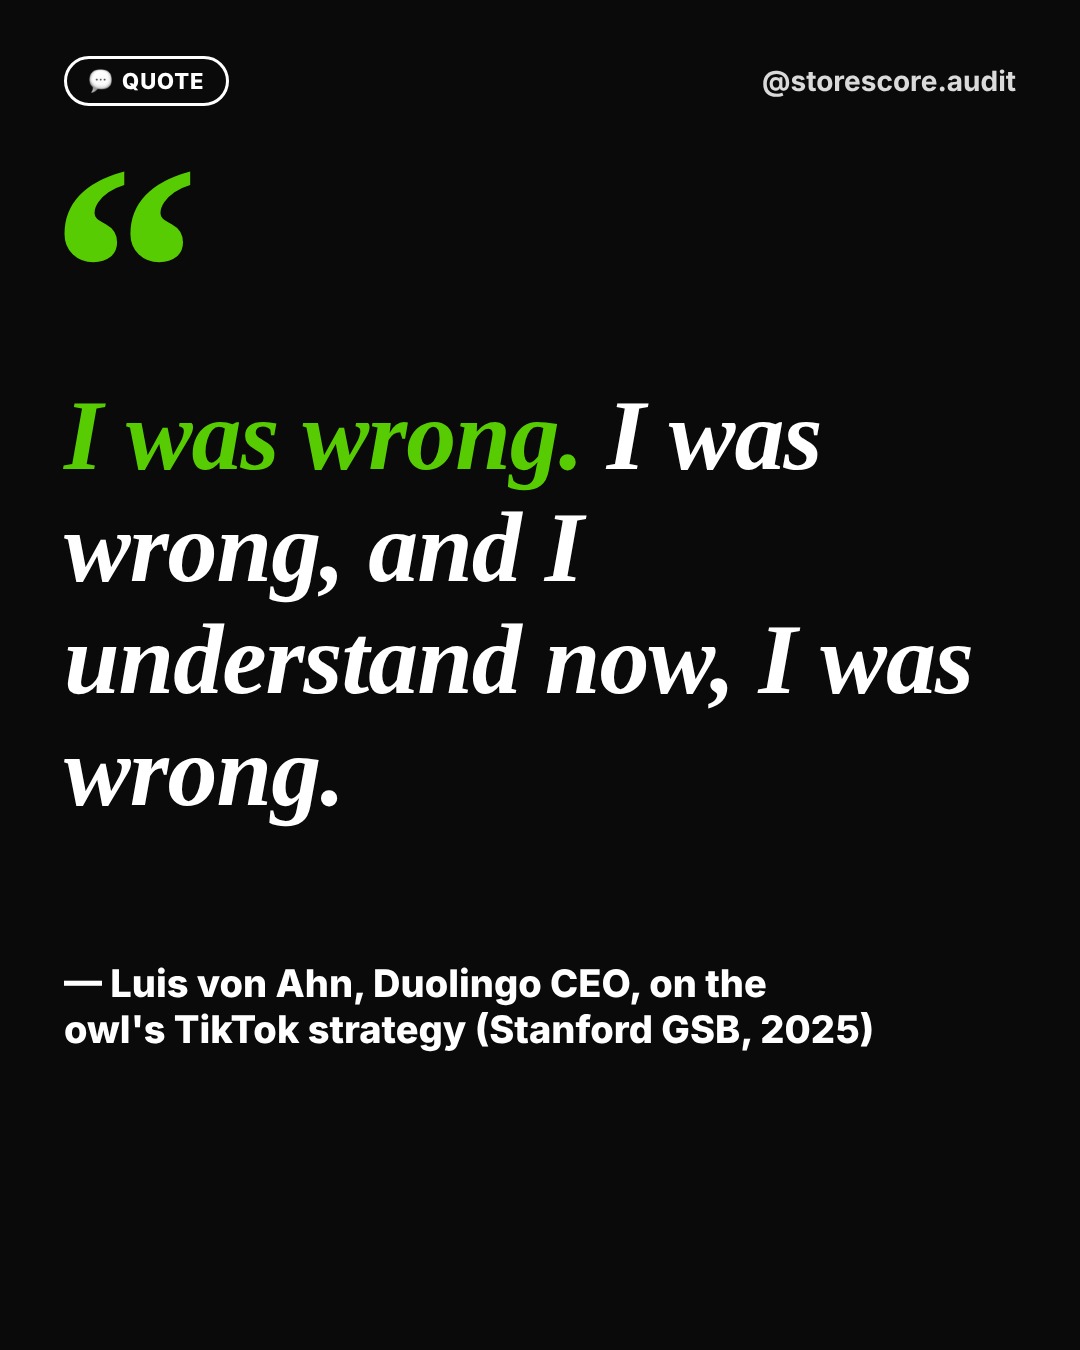 💬 QUOTE
@storescore.audit
“
I was wrong. I was
wrong, and I
understand now, I was
wrong.
— Luis von Ahn, Duolingo CEO, on the
owl's TikTok strategy (Stanford GSB, 2025)